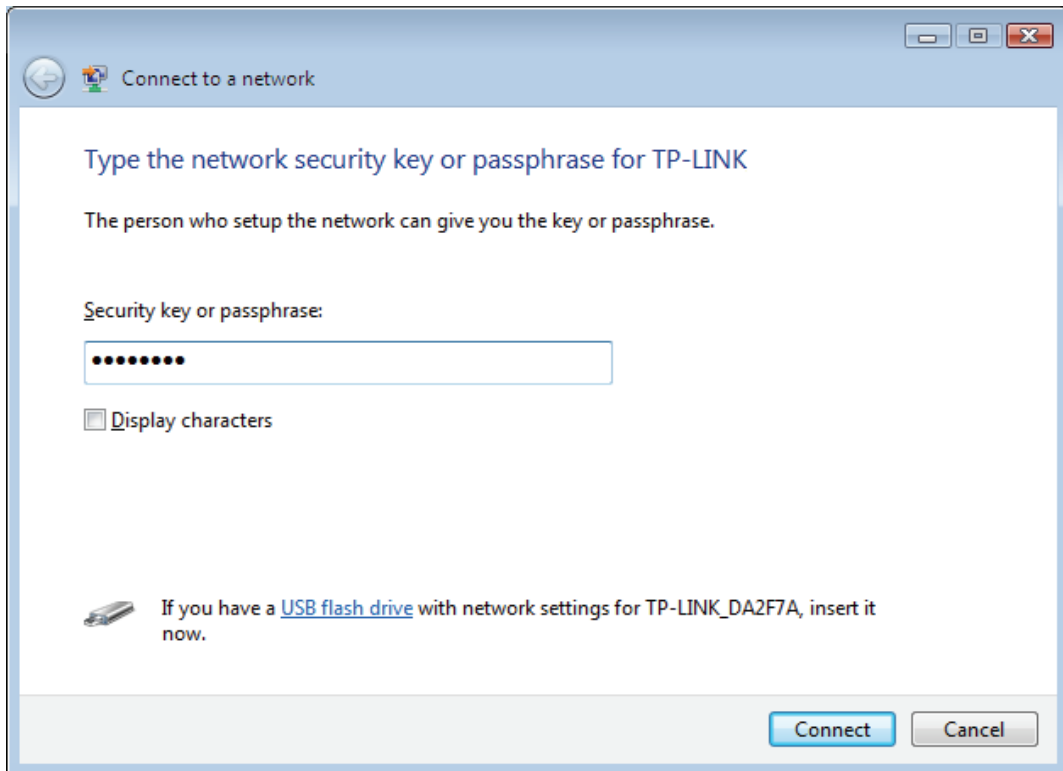 Connect to a network
Type the network security key or passphrase for TP-LINK
The person who setup the network can give you the key or passphrase.
Security key or passphrase:
••••••••
Display characters
If you have a USB flash drive with network settings for TP-LINK_DA2F7A, insert it
now.
Connect Cancel